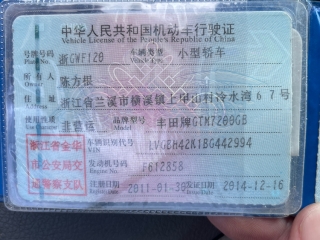 中华人民共和国机动车行驶证
Vehicle License of the People's Republic of China
号牌号码 浙GWF120 车辆类型 小型轿车
所有人 陈方根
住址 浙江省兰溪市横溪镇上华山村冷水湾67号
使用性质 非营运 品牌型号 丰田牌GTM7200GB
浙江省金华 车辆识别代号 LVGBH42K1BG442994
VIN
市公安局交 发动机号码 F612858
Engine No.
通警察支队 注册日期 2011-01-30 发证日期 2014-12-16